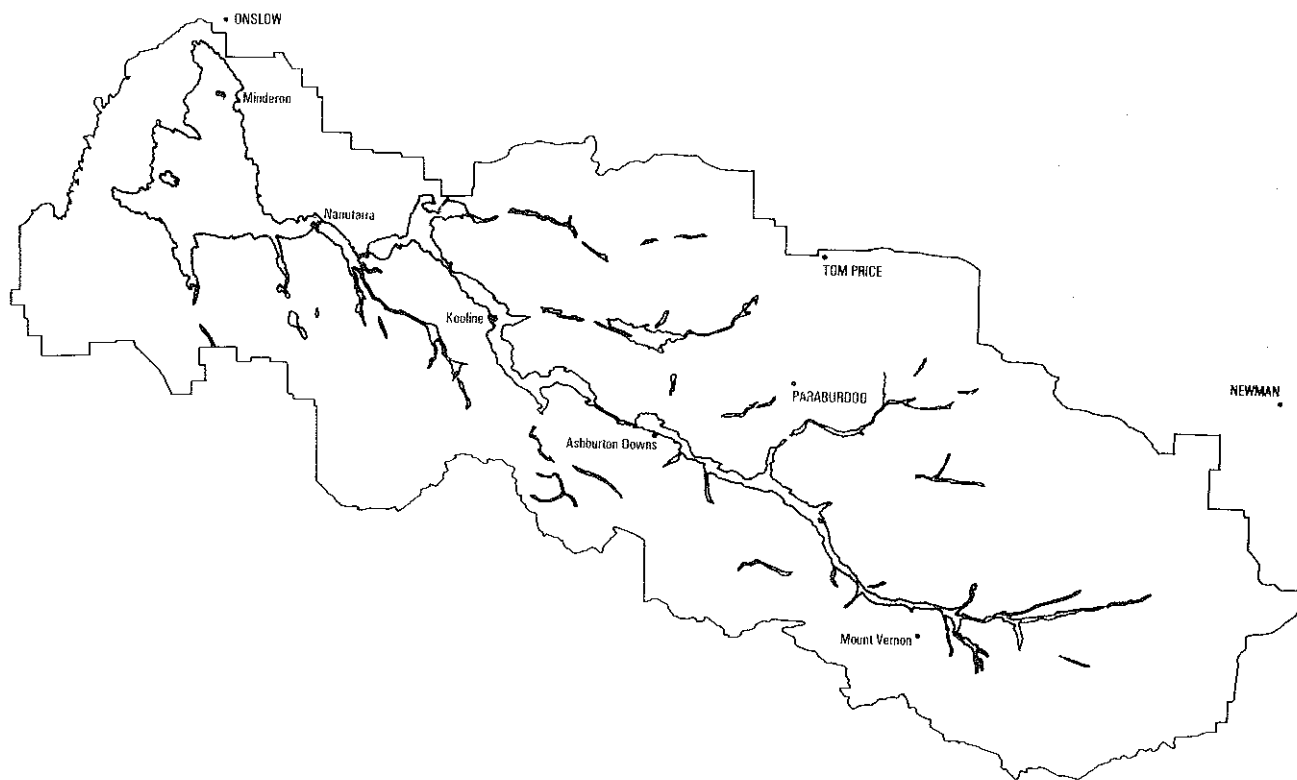 ONSLOW
Minderoo
Nanutarra
TOM PRICE
Kooline
PARABURDOO
NEWMAN
Ashburton Downs
Mount Vernon